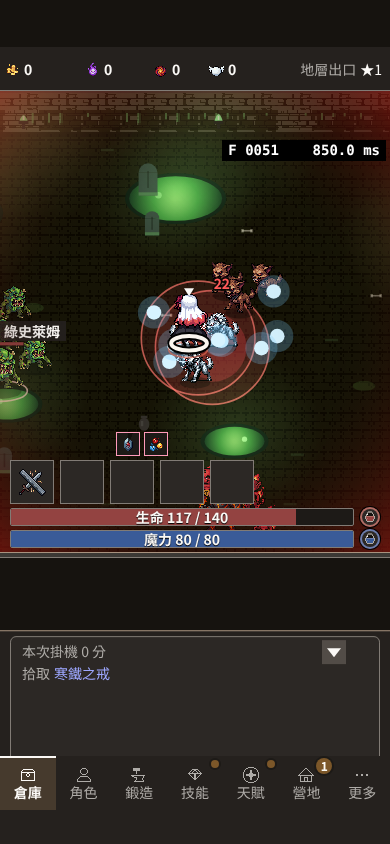 0 0 0 0 地層出口 ★1
F 0051 850.0 ms
22
綠史萊姆
生命 117 / 140
魔力 80 / 80
本次掛機 0 分
拾取 寒鐵之戒
1
倉庫 角色 鍛造 技能 天賦 營地 更多